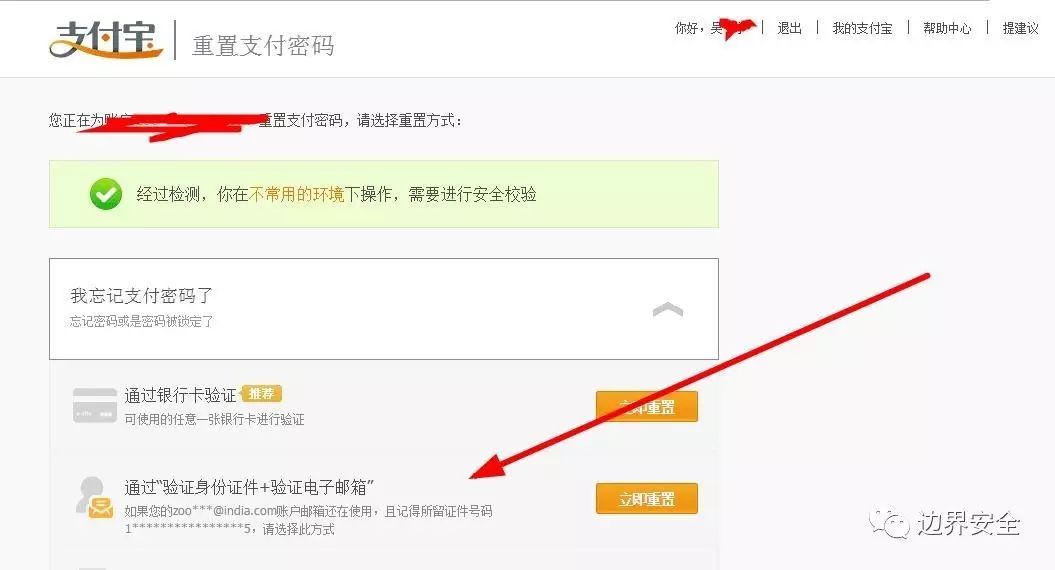 支付宝 重置支付密码
你好，吴 退出 我的支付宝 帮助中心 提建议
您正在为账户 重置支付密码，请选择重置方式：
经过检测，你在不常用的环境下操作，需要进行安全校验
我忘记支付密码了
忘记密码或是密码被锁定了
通过银行卡验证 推荐
可使用的任意一张银行卡进行验证
立即重置
通过“验证身份证件+验证电子邮箱”
如果您的zoo***@india.com账户邮箱还在使用，且记得所留证件号码
1****************5，请选择此方式
立即重置
边界安全